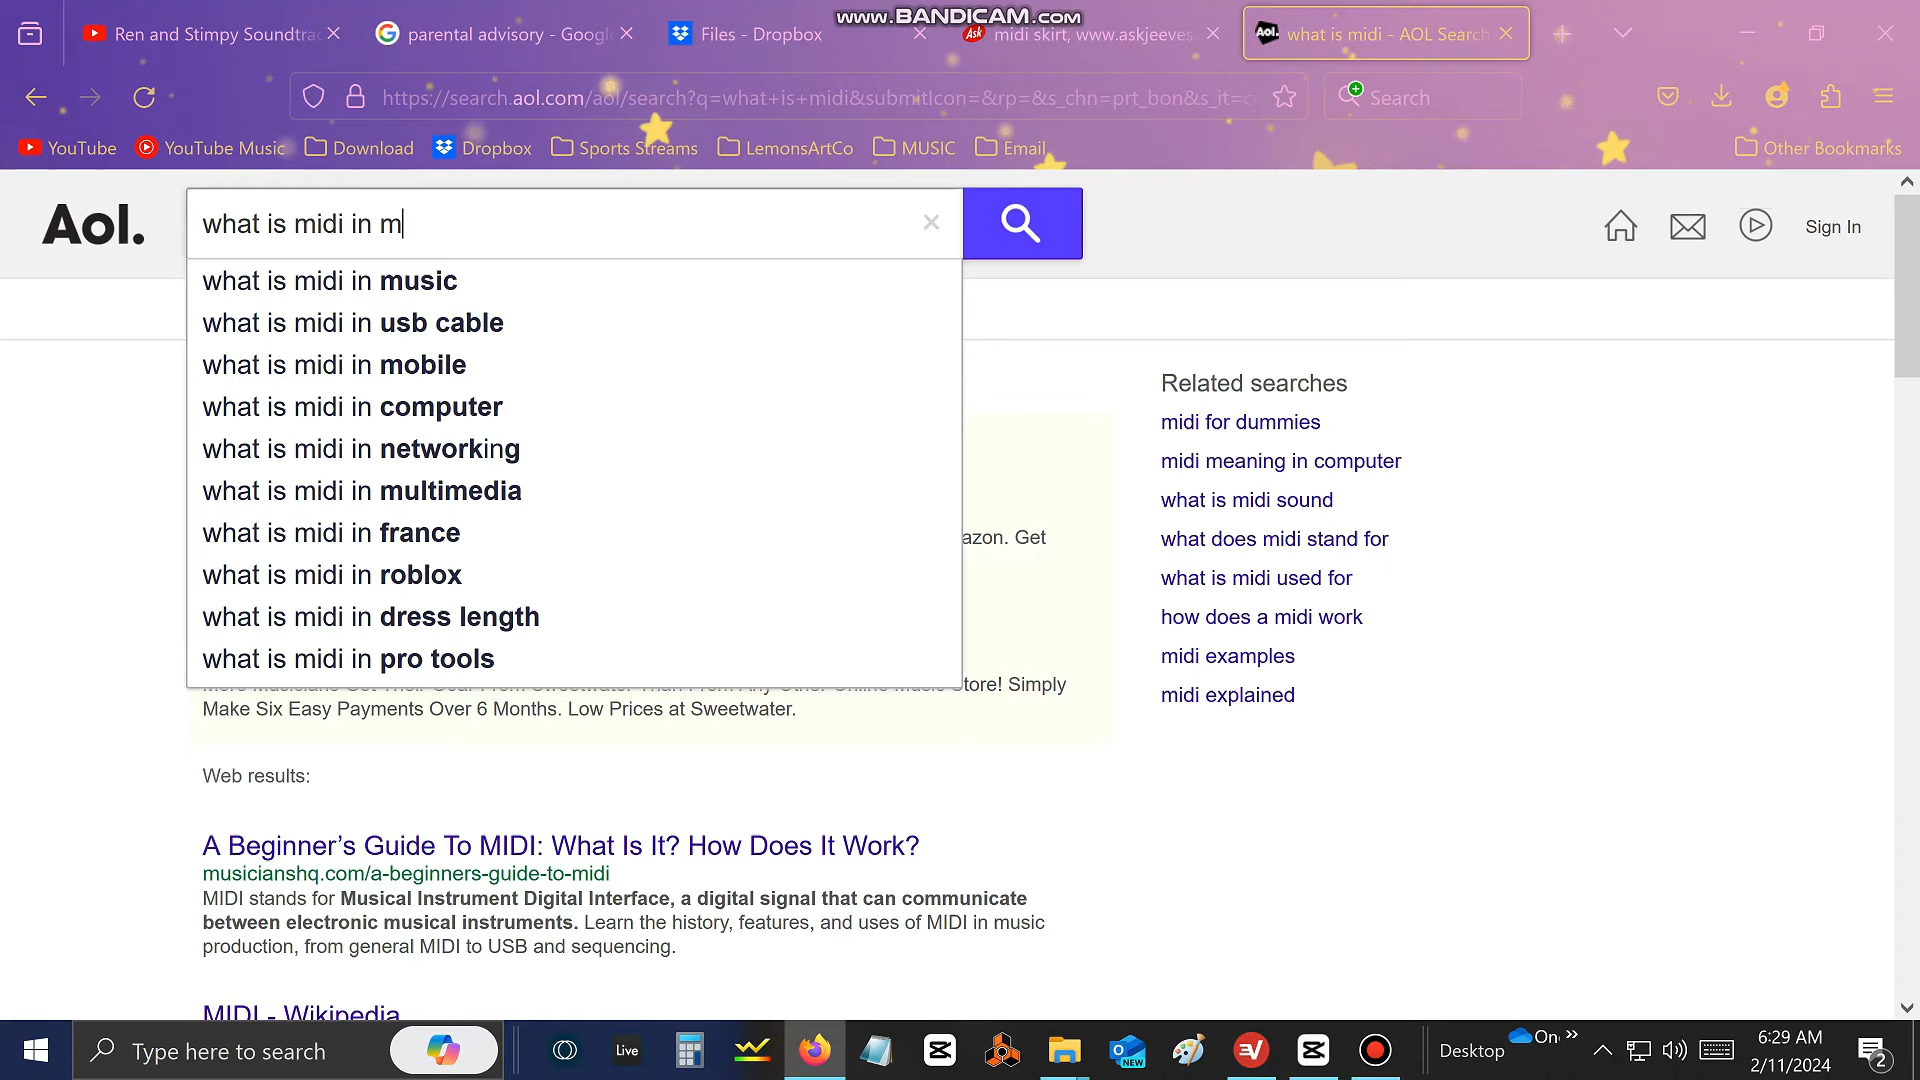 www.BANDICAM.com
Ren and Stimpy Soundtrac
parental advisory - Google
Files - Dropbox
Ask
midi skirt, www.askjeeves.
Aol.
what is midi - AOL Search
https://search.aol.com/aol/search?q=what+is+midi&submitIcon=&rp=&s_chn=prt_bon&s_it=c
Search
YouTube
YouTube Music
Download
Dropbox
Sports Streams
LemonsArtCo
MUSIC
Email
Other Bookmarks
Aol.
what is midi in m
Sign In
what is midi in music
what is midi in usb cable
what is midi in mobile
what is midi in computer
what is midi in networking
what is midi in multimedia
what is midi in france
what is midi in roblox
what is midi in dress length
what is midi in pro tools
azon. Get
tore! Simply
Make Six Easy Payments Over 6 Months. Low Prices at Sweetwater.
Related searches
midi for dummies
midi meaning in computer
what is midi sound
what does midi stand for
what is midi used for
how does a midi work
midi examples
midi explained
Web results:
A Beginner’s Guide To MIDI: What Is It? How Does It Work?
musicianshq.com/a-beginners-guide-to-midi
MIDI stands for Musical Instrument Digital Interface, a digital signal that can communicate
between electronic musical instruments. Learn the history, features, and uses of MIDI in music
production, from general MIDI to USB and sequencing.
MIDI - Wikipedia
Type here to search
Live
NEW
Desktop
On
6:29 AM
2/11/2024
2